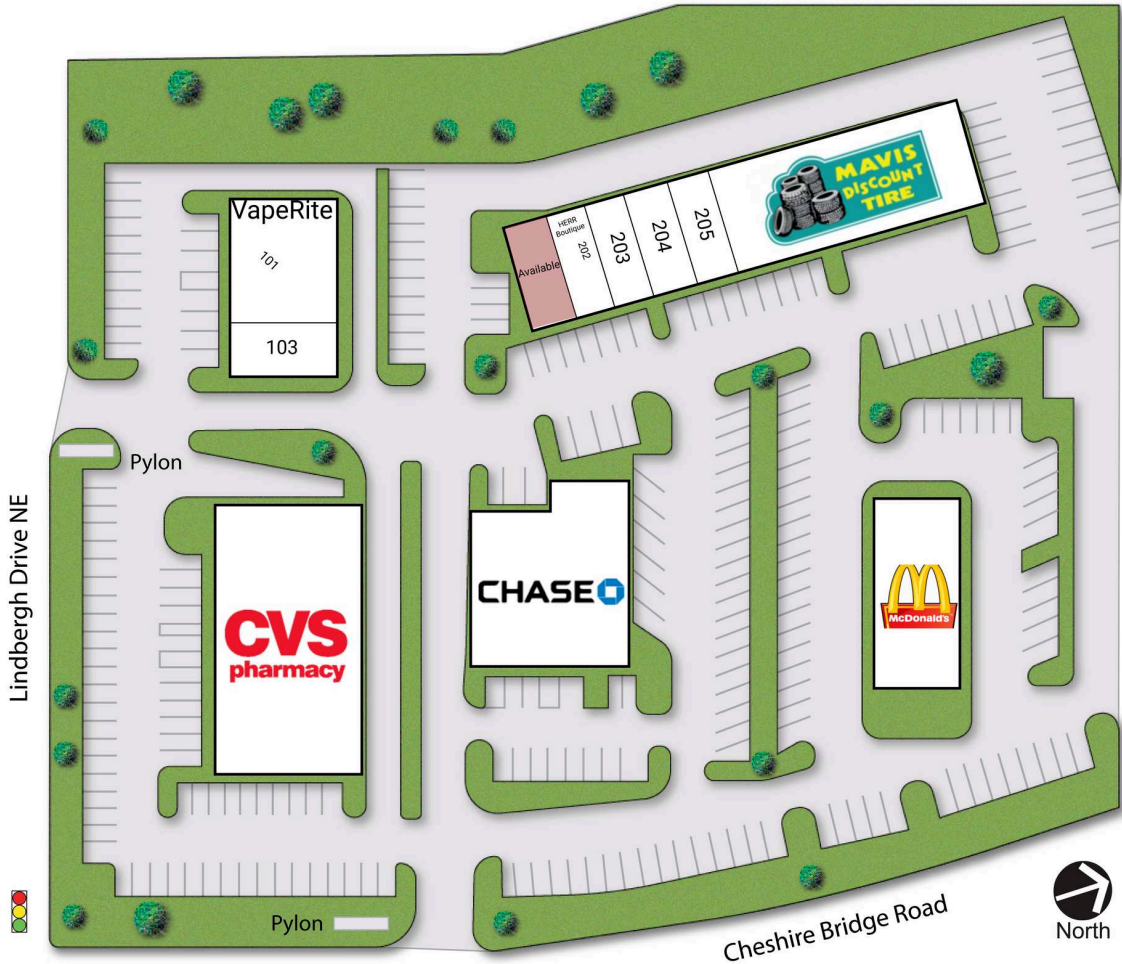 VapeRite
101
103
Available
HERR
Boutique
202
203
204
205
MAVIS
DISCOUNT
TIRE
Pylon
CVS
pharmacy
CHASE
McDonald's
Lindbergh Drive NE
Pylon
Cheshire Bridge Road
North